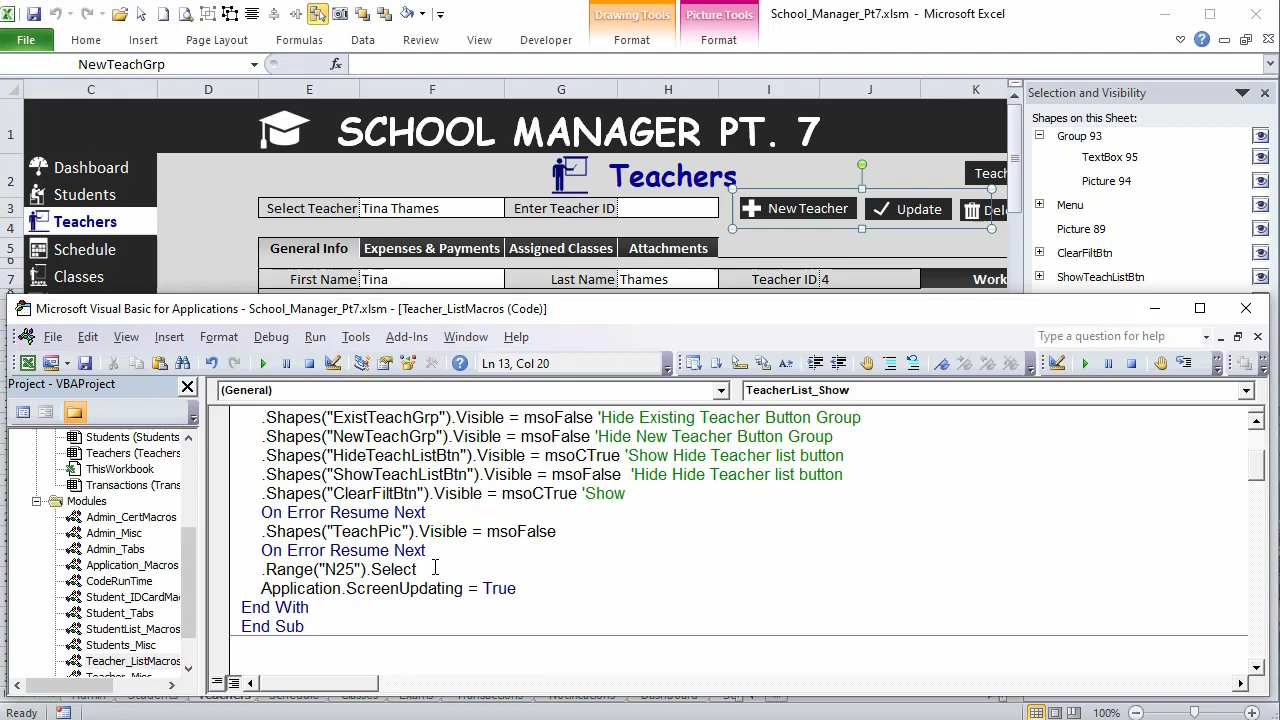 School_Manager_Pt7.xlsm - Microsoft Excel
Drawing Tools
Picture Tools
File Home Insert Page Layout Formulas Data Review View Developer Format Format
NewTeachGrp fx
C D E F G H I J K
Selection and Visibility
1 SCHOOL MANAGER PT. 7
Shapes on this Sheet:
Group 93
TextBox 95
Picture 94
Menu
Picture 89
ClearFiltBtn
ShowTeachListBtn
Dashboard
2 Students Teachers
3 Teachers Select Teacher Tina Thames Enter Teacher ID New Teacher Update
4 Schedule
5 General Info Expenses & Payments Assigned Classes Attachments
6 Classes
7 First Name Tina Last Name Thames Teacher ID 4
Microsoft Visual Basic for Applications - School_Manager_Pt7.xlsm - [Teacher_ListMacros (Code)]
File Edit View Insert Format Debug Run Tools Add-Ins Window Help Type a question for help
Ln 13, Col 20
Project - VBAProject
(General) TeacherList_Show
Students (Students
Teachers (Teachers
ThisWorkbook
Transactions (Trans
Modules
Admin_CertMacros
Admin_Misc
Admin_Tabs
Application_Macros
CodeRunTime
Student_IDCardMa
Student_Tabs
StudentList_Macros
Students_Misc
Teacher_ListMacros
.Shapes("ExistTeachGrp").Visible = msoFalse 'Hide Existing Teacher Button Group
.Shapes("NewTeachGrp").Visible = msoFalse 'Hide New Teacher Button Group
.Shapes("HideTeachListBtn").Visible = msoCTrue 'Show Hide Teacher list button
.Shapes("ShowTeachListBtn").Visible = msoFalse  'Hide Hide Teacher list button
.Shapes("ClearFiltBtn").Visible = msoCTrue 'Show
On Error Resume Next
.Shapes("TeachPic").Visible = msoFalse
On Error Resume Next
.Range("N25").Select
Application.ScreenUpdating = True
End With
End Sub
Ready 100%